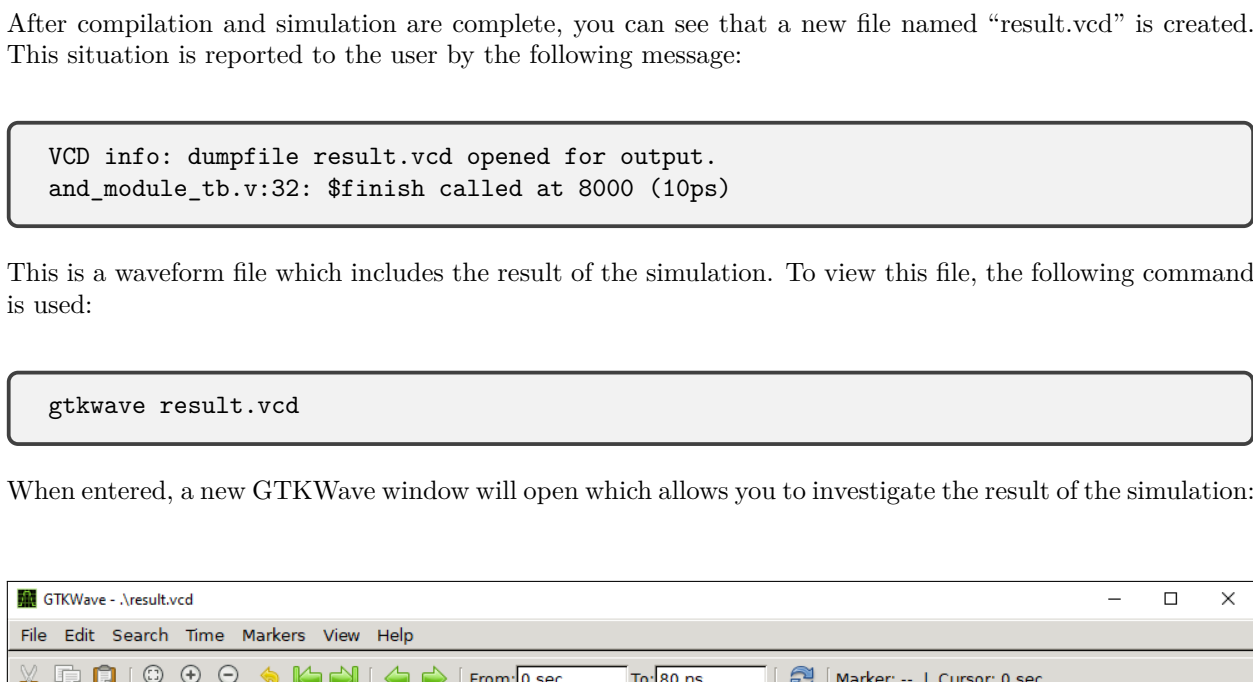 After compilation and simulation are complete, you can see that a new file named “result.vcd” is created.
This situation is reported to the user by the following message:
VCD info: dumpfile result.vcd opened for output.
and_module_tb.v:32: $finish called at 8000 (10ps)
This is a waveform file which includes the result of the simulation. To view this file, the following command
is used:
gtkwave result.vcd
When entered, a new GTKWave window will open which allows you to investigate the result of the simulation:
GTKWave - .\result.vcd
File Edit Search Time Markers View Help
From: 0 sec To: 80 ns Marker: -- | Cursor: 0 sec